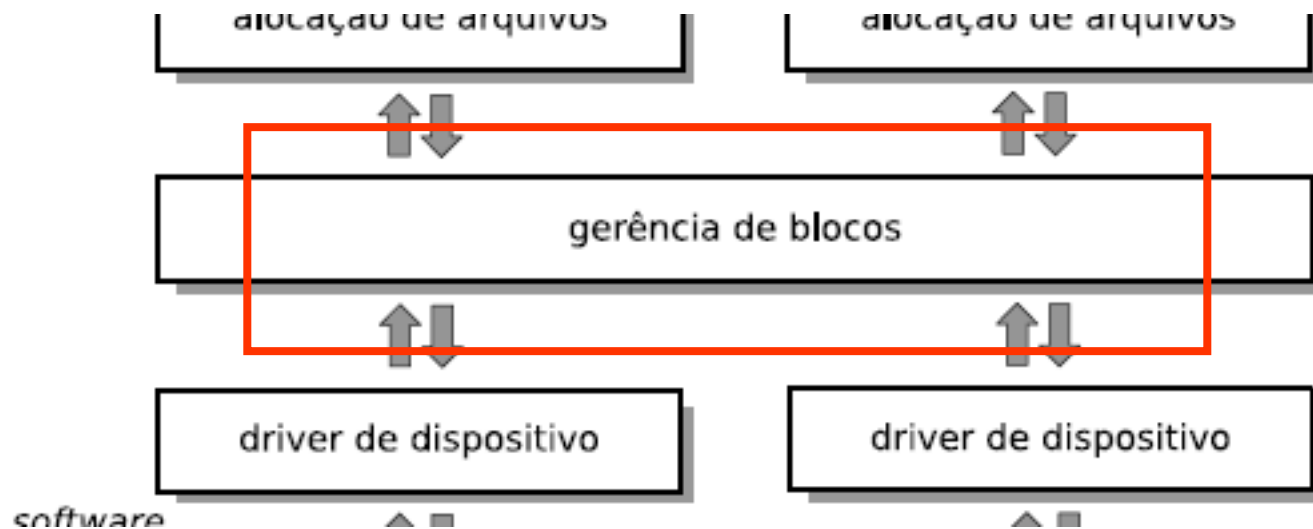 alocação de arquivos
alocação de arquivos
gerência de blocos
driver de dispositivo
driver de dispositivo
software